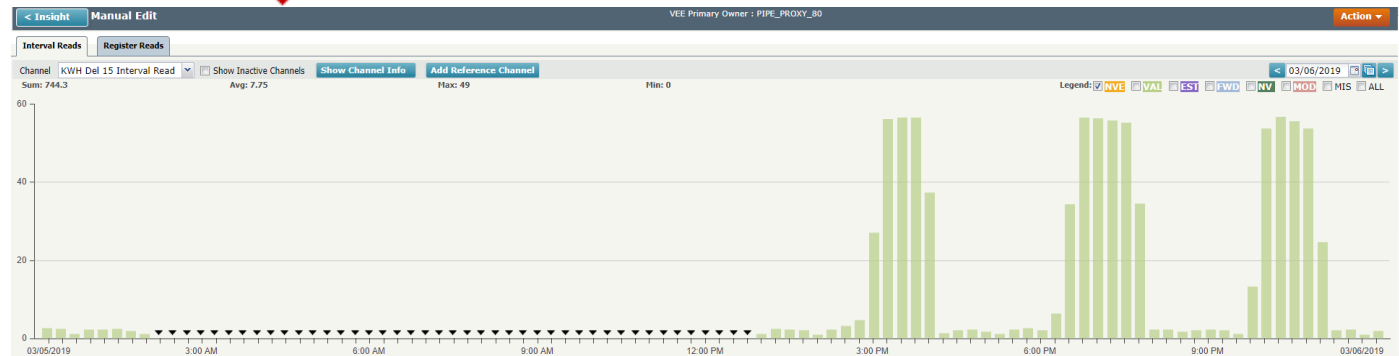 < Insight Manual Edit VEE Primary Owner : PIPE_PROXY_80 Action
Interval Reads Register Reads
Channel KWH Del 15 Interval Read Show Inactive Channels Show Channel Info Add Reference Channel < 03/06/2019 >
Sum: 744.3 Avg: 7.75 Max: 49 Min: 0 Legend: NVE VAL EST FWD NV MOD MIS ALL
60
40
20
0
03/05/2019 3:00 AM 6:00 AM 9:00 AM 12:00 PM 3:00 PM 6:00 PM 9:00 PM 03/06/2019